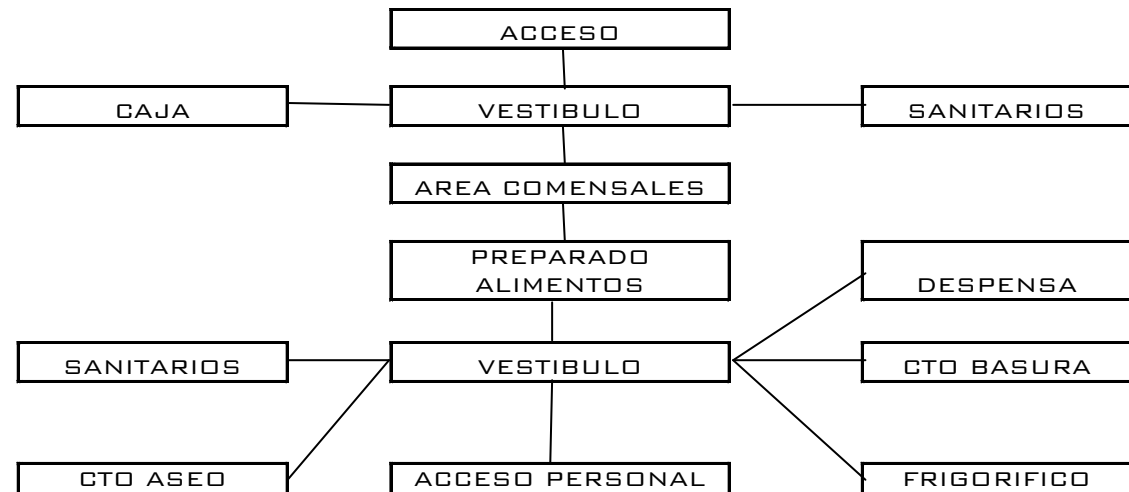 ACCESO
CAJA
VESTIBULO
SANITARIOS
AREA COMENSALES
PREPARADO
ALIMENTOS
DESPENSA
SANITARIOS
VESTIBULO
CTO BASURA
CTO ASEO
ACCESO PERSONAL
FRIGORIFICO